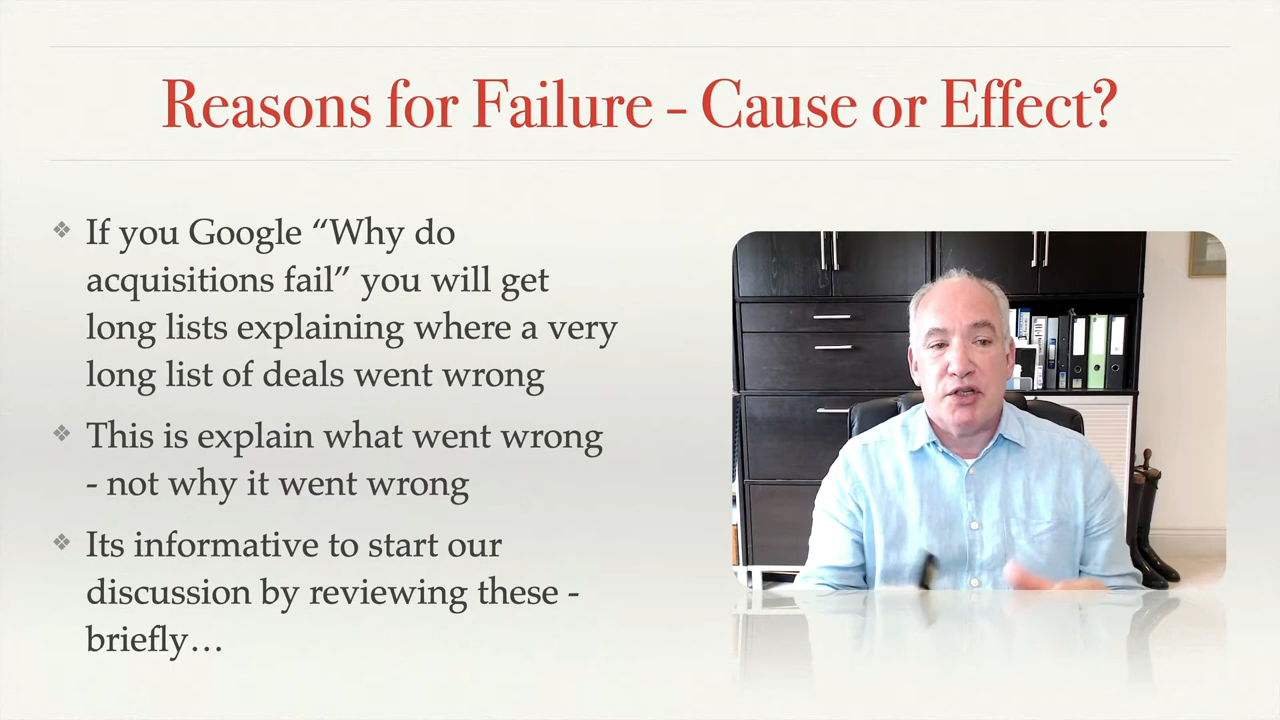 Reasons for Failure - Cause or Effect?
❖ If you Google “Why do
acquisitions fail” you will get
long lists explaining where a very
long list of deals went wrong
❖ This is explain what went wrong
- not why it went wrong
❖ Its informative to start our
discussion by reviewing these -
briefly…